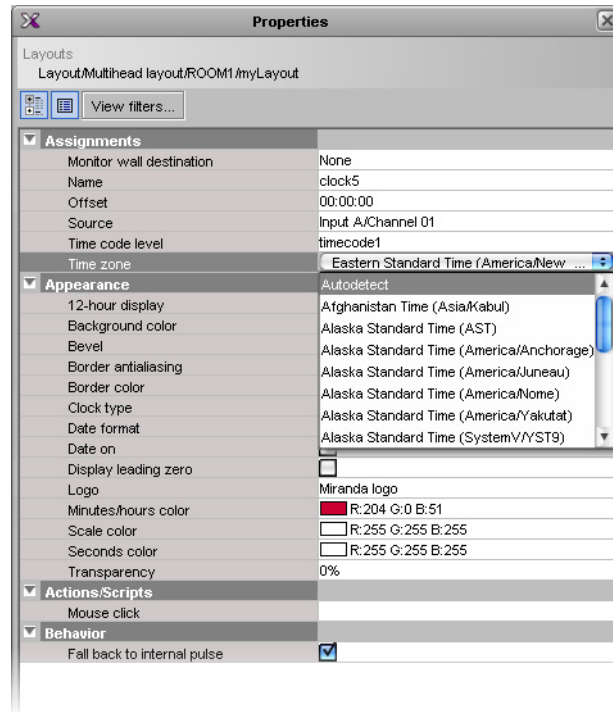 Properties
Layouts
Layout/Multihead layout/ROOM1/myLayout
View filters...
Assignments
Monitor wall destination None
Name clock5
Offset 00:00:00
Source Input A/Channel 01
Time code level timecode1
Time zone Eastern Standard Time (America/New ...
Appearance Autodetect
12-hour display Afghanistan Time (Asia/Kabul)
Background color Alaska Standard Time (AST)
Bevel Alaska Standard Time (America/Anchorage)
Border antialiasing Alaska Standard Time (America/Juneau)
Border color Alaska Standard Time (America/Nome)
Clock type Alaska Standard Time (America/Yakutat)
Date format Alaska Standard Time (SystemV/YST9)
Date on
Display leading zero
Logo Miranda logo
Minutes/hours color R:204 G:0 B:51
Scale color R:255 G:255 B:255
Seconds color R:255 G:255 B:255
Transparency 0%
Actions/Scripts
Mouse click
Behavior
Fall back to internal pulse